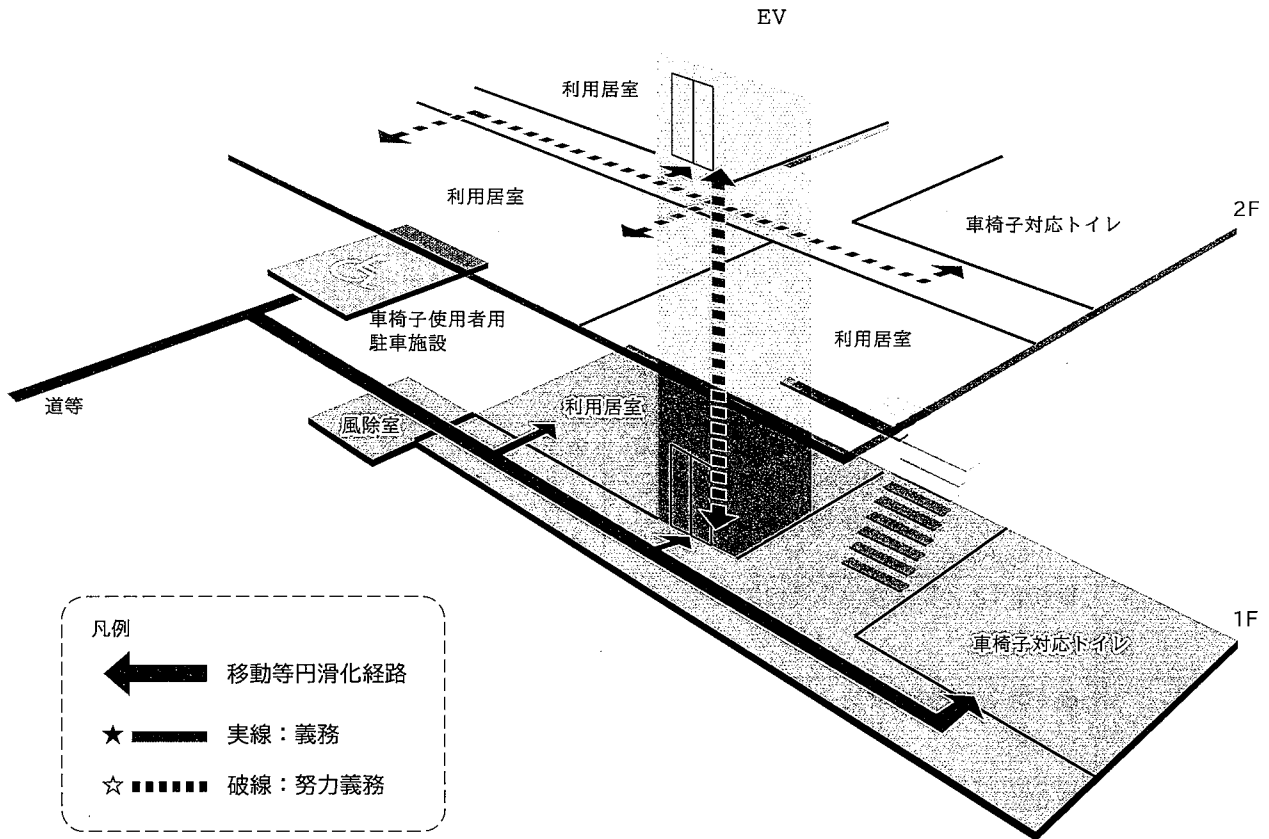 EV
利用居室
利用居室
車椅子対応トイレ
2F
車椅子使用者用
駐車施設
利用居室
道等
風除室
利用居室
車椅子対応トイレ
1F
凡例
移動等円滑化経路
★ 実線：義務
☆ 破線：努力義務